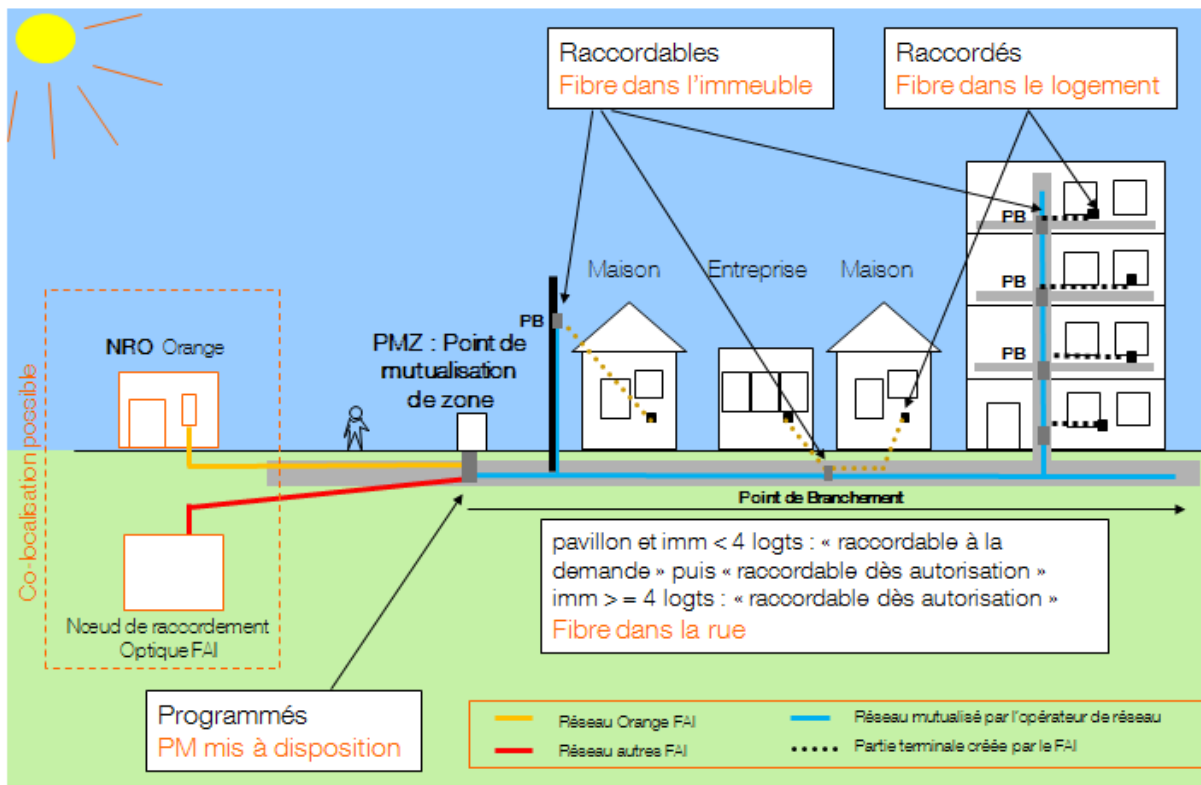 Raccordables
Fibre dans l'immeuble
Raccordés
Fibre dans le logement
PB
Maison
Entreprise
Maison
PB
PB
PB
NRO Orange
PMZ : Point de
mutualisation
de zone
Co-localisation possible
Point de Branchement
pavillon et imm < 4 logts : « raccordable à la
demande » puis « raccordable dès autorisation »
imm > = 4 logts : « raccordable dès autorisation »
Fibre dans la rue
Nœud de raccordement
Optique FAI
Programmés
PM mis à disposition
Réseau Orange FAI
Réseau autres FAI
Réseau mutualisé par l'opérateur de réseau
Partie terminale créée par le FAI